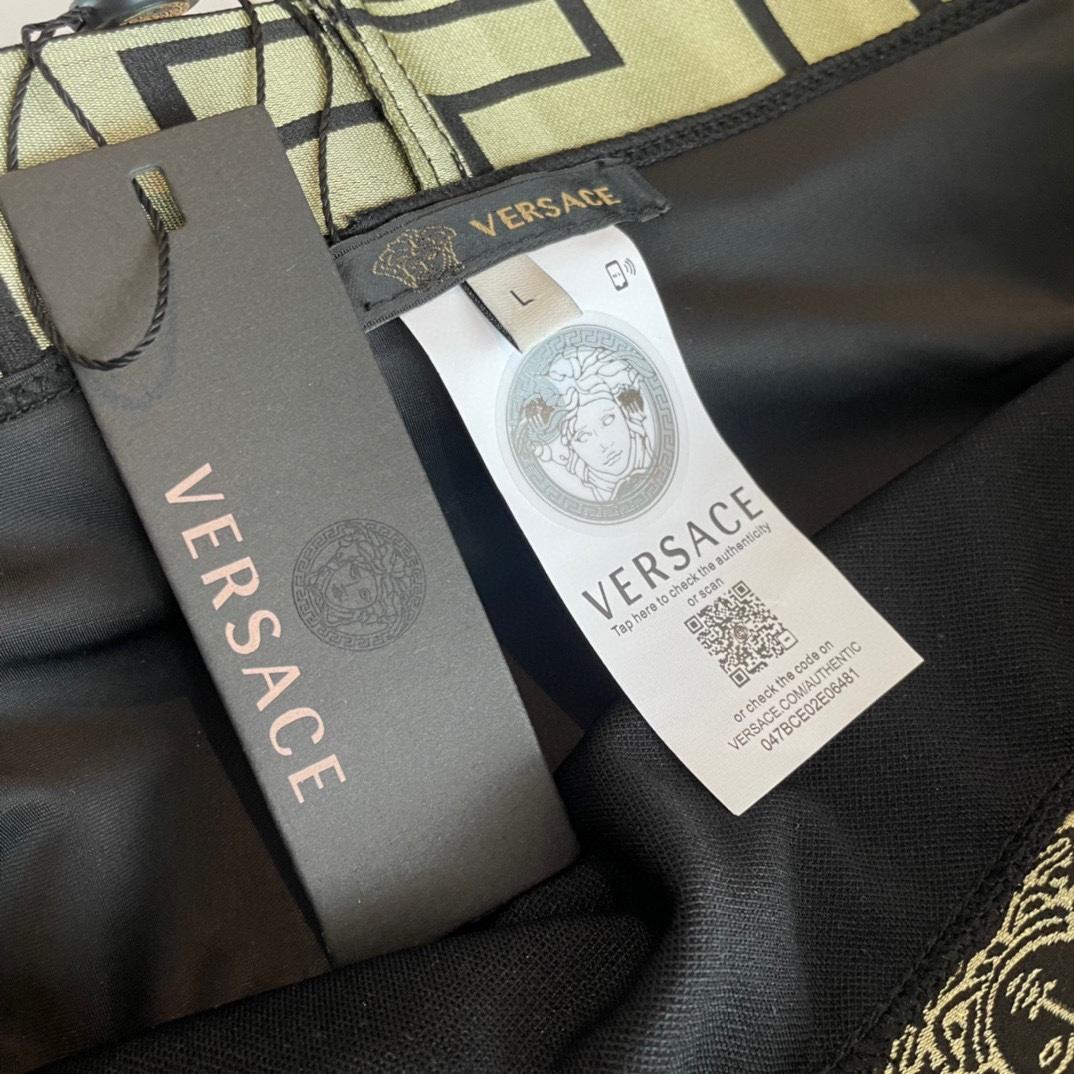 VERSACE
L
VERSACE
VERSACE
Tap here to check the authenticity
or scan
or check the code on
VERSACE.COM/AUTHENTIC
047BCE02E06481